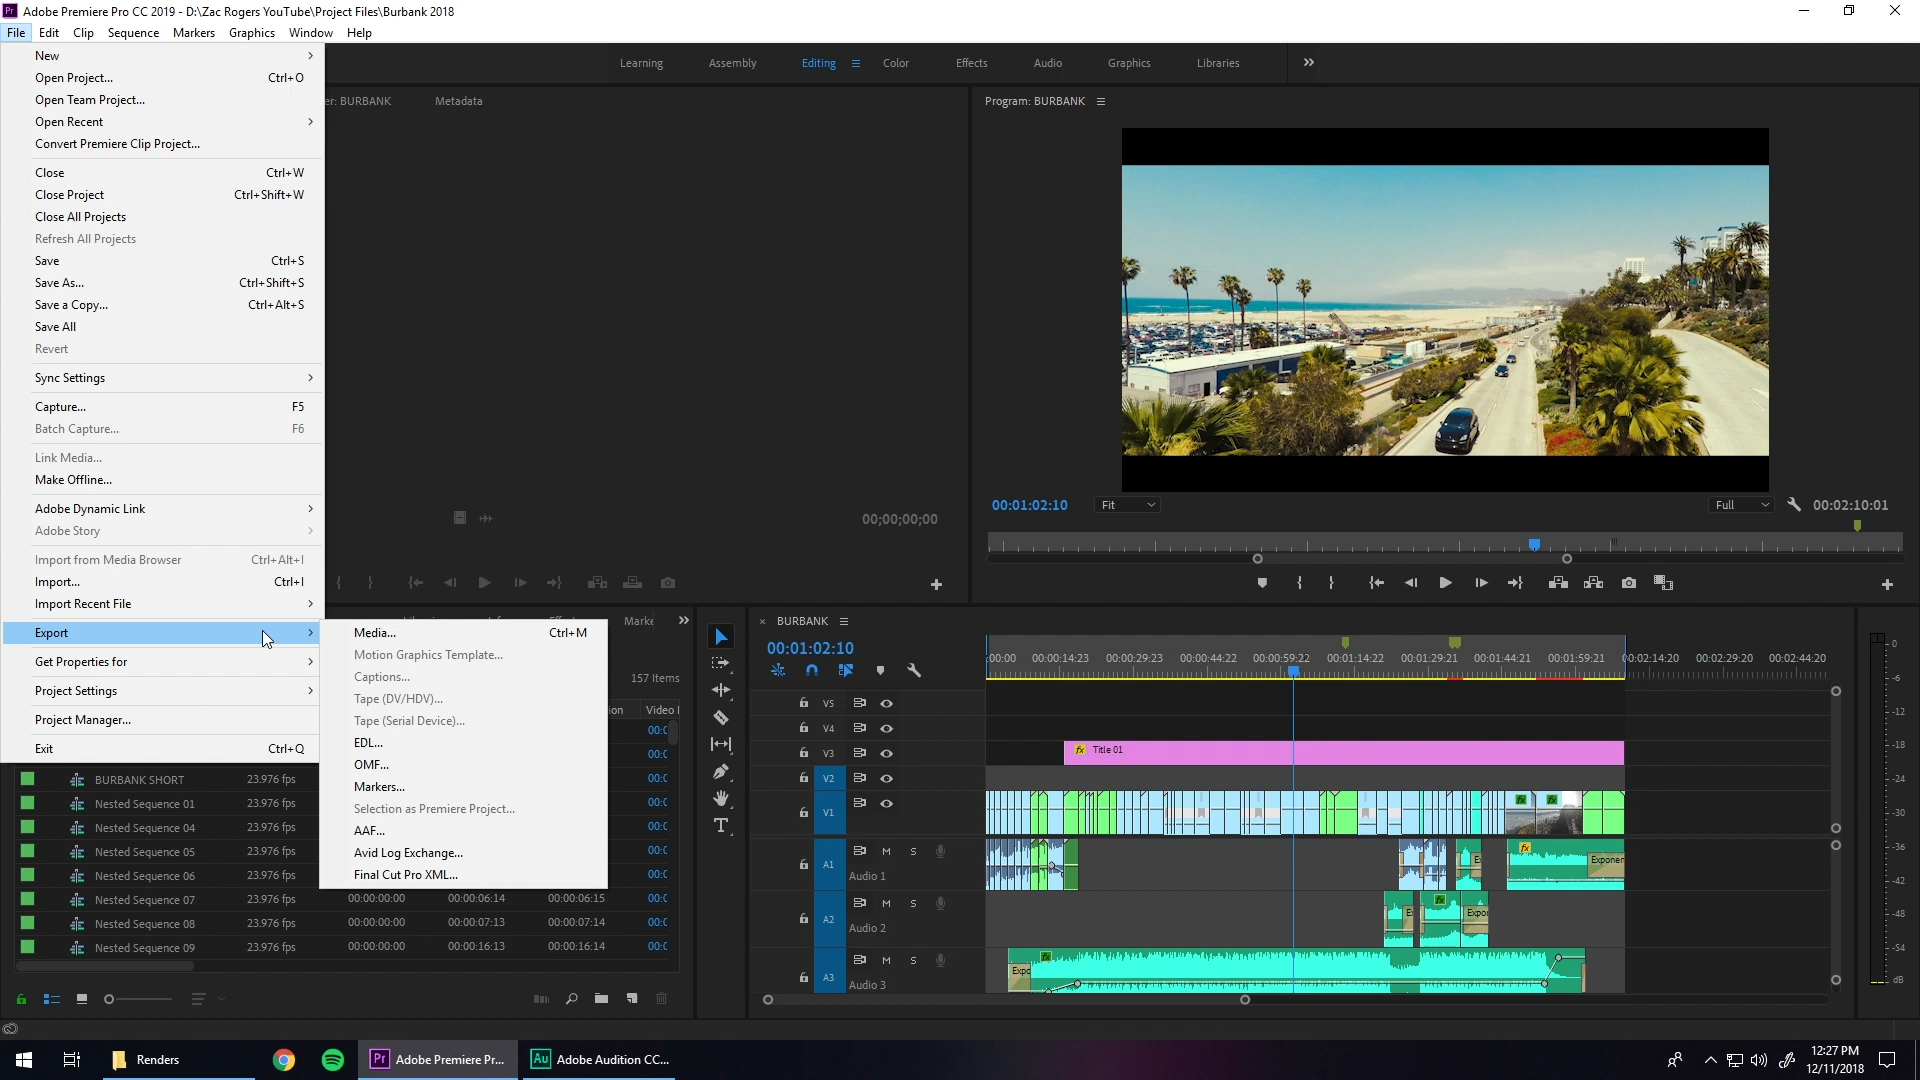 Pr Adobe Premiere Pro CC 2019 - D:\Zac Rogers YouTube\Project Files\Burbank 2018
File Edit Clip Sequence Markers Graphics Window Help
New
Open Project... Ctrl+O
Open Team Project...
Open Recent
Convert Premiere Clip Project...
Close Ctrl+W
Close Project Ctrl+Shift+W
Close All Projects
Refresh All Projects
Save Ctrl+S
Save As... Ctrl+Shift+S
Save a Copy... Ctrl+Alt+S
Save All
Revert
Sync Settings
Capture... F5
Batch Capture... F6
Link Media...
Make Offline...
Adobe Dynamic Link
Adobe Story
Import from Media Browser Ctrl+Alt+I
Import... Ctrl+I
Import Recent File
Export
Get Properties for
Project Settings
Project Manager...
Exit Ctrl+Q
Media... Ctrl+M
Motion Graphics Template...
Captions...
Tape (DV/HDV)...
Tape (Serial Device)...
EDL...
OMF...
Markers...
Selection as Premiere Project...
AAF...
Avid Log Exchange...
Final Cut Pro XML...
Learning Assembly Editing Color Effects Audio Graphics Libraries
er: BURBANK Metadata
00;00;00;00
Program: BURBANK
00:01:02:10 Fit Full 00:02:10:01
Marke
157 Items
ion Video I
00:0
00:0
00:0
BURBANK SHORT 23.976 fps 00:0
Nested Sequence 01 23.976 fps 00:0
Nested Sequence 04 23.976 fps 00:0
Nested Sequence 05 23.976 fps 00:0
Nested Sequence 06 23.976 fps 00:0
Nested Sequence 07 23.976 fps 00:00:00:00 00:00:06:14 00:00:06:15 00:0
Nested Sequence 08 23.976 fps 00:00:00:00 00:00:07:13 00:00:07:14 00:0
Nested Sequence 09 23.976 fps 00:00:00:00 00:00:16:13 00:00:16:14 00:0
BURBANK
00:01:02:10
:00:00 00:00:14:23 00:00:29:23 00:00:44:22 00:00:59:22 00:01:14:22 00:01:29:21 00:01:44:21 00:01:59:21 00:02:14:20 00:02:29:20 00:02:44:20
V5
V4
V3 fx Title 01
V2
V1 fx fx
A1 M S fx Exponen
Audio 1
A2 M S fx Expo
Audio 2
A3 M S fx Expo
Audio 3
0
-6
-12
-18
-24
-30
-36
-42
-48
-54
dB
Renders
Pr Adobe Premiere Pr...
Au Adobe Audition CC...
12:27 PM
12/11/2018